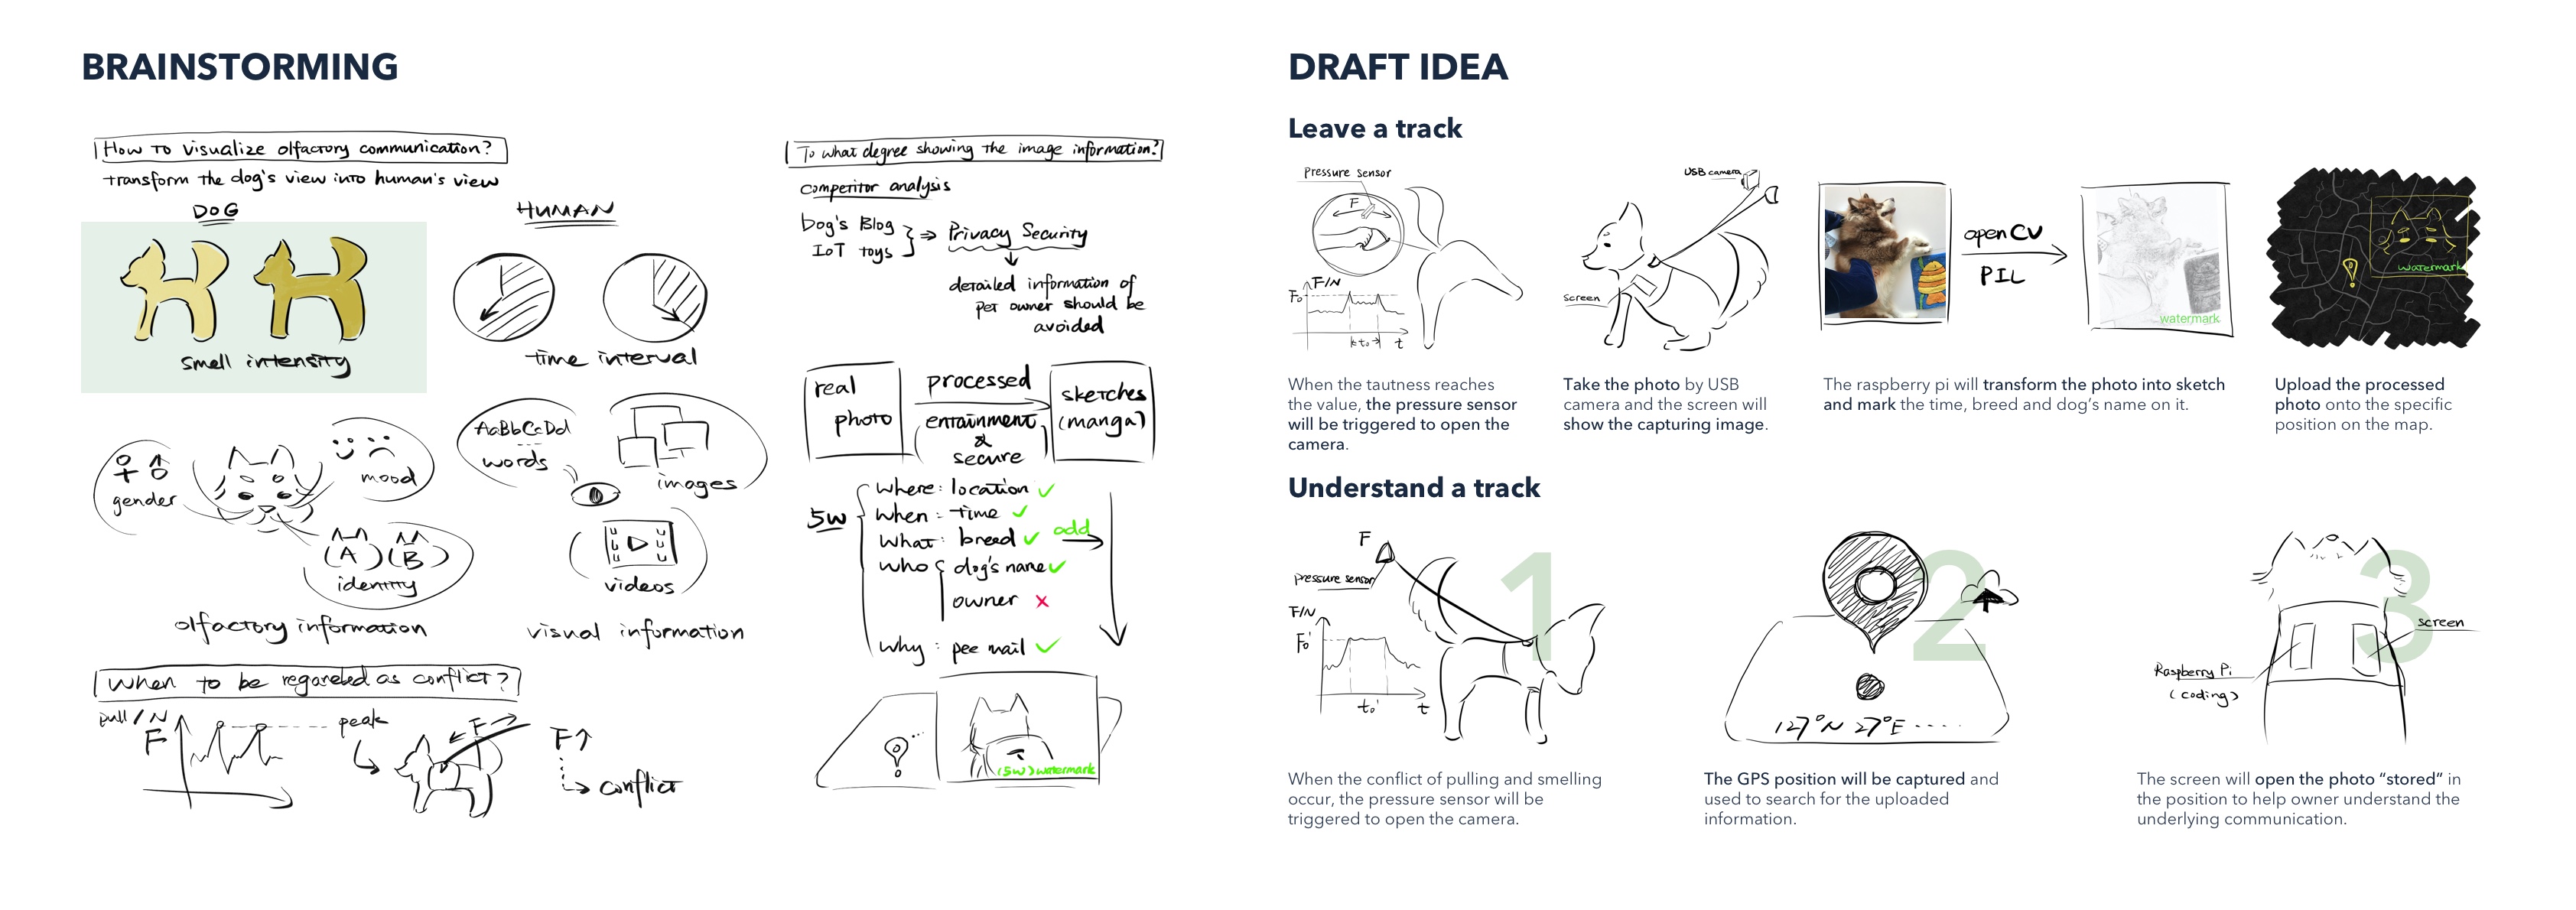 BRAINSTORMING
How to visualize olfactory communication?
transform the dog's view into human's view
DOG
HUMAN
smell intensity
time interval
gender
mood
(A) (B)
identity
olfactory information
AaBbCcDd
words
images
videos
visual information
When to be regareded as conflict?
pull/N
F
peak
F
F↑
conflict
To what degree showing the image information?
competitor analysis
Dog's Blog
IoT toys
⇒ Privacy Security
detailed information of
pet owner should be
avoided
real
photo
processed
entainment
&
secure
sketches
(manga)
5W
where: location ✓
when: time ✓
what: breed ✓
add
who
dog's name ✓
owner ×
why: pee mail ✓
(5w) watermark
DRAFT IDEA
Leave a track
Pressure sensor
F
F/N
F₀
t₀
t
USB camera
screen
openCV
PIL
watermark
watermark
When the tautness reaches
the value, the pressure sensor
will be triggered to open the
camera.
Take the photo by USB
camera and the screen will
show the capturing image.
The raspberry pi will transform the photo into sketch
and mark the time, breed and dog's name on it.
Upload the processed
photo onto the specific
position on the map.
Understand a track
1
F
pressure sensor
F/N
F₀'
t₀'
t
2
127°N 27°E ....
3
screen
Raspberry Pi
(coding)
When the conflict of pulling and smelling
occur, the pressure sensor will be
triggered to open the camera.
The GPS position will be captured and
used to search for the uploaded
information.
The screen will open the photo “stored” in
the position to help owner understand the
underlying communication.